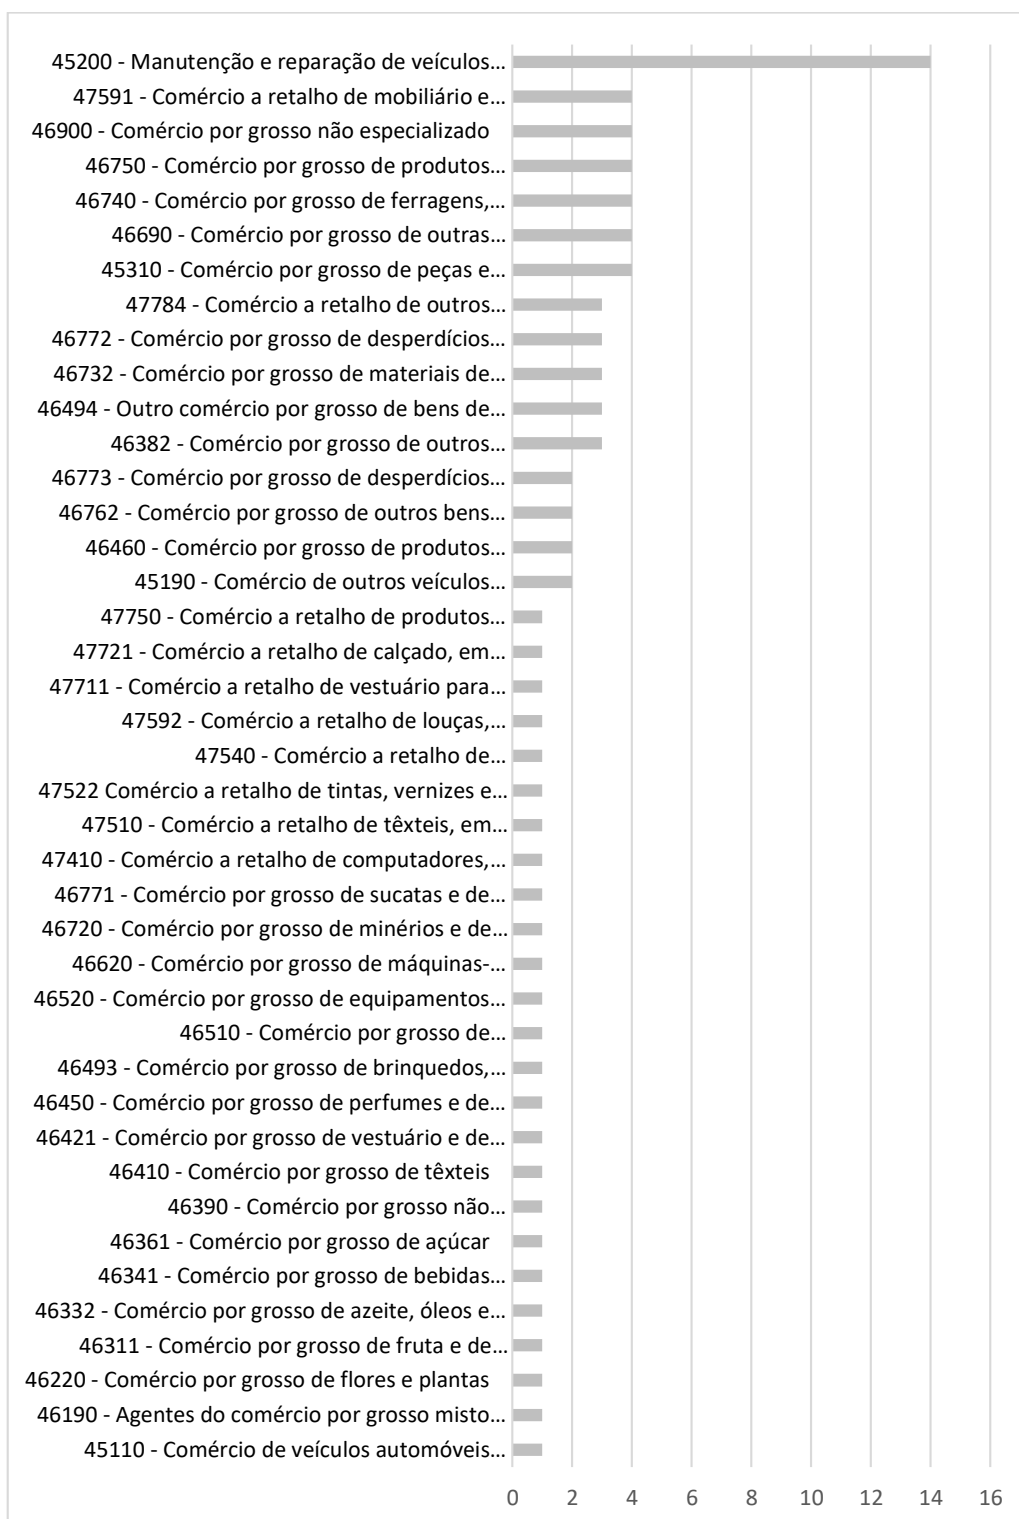 45200 - Manutenção e reparação de veículos...
47591 - Comércio a retalho de mobiliário e...
46900 - Comércio por grosso não especializado
46750 - Comércio por grosso de produtos...
46740 - Comércio por grosso de ferragens,...
46690 - Comércio por grosso de outras...
45310 - Comércio por grosso de peças e...
47784 - Comércio a retalho de outros...
46772 - Comércio por grosso de desperdícios...
46732 - Comércio por grosso de materiais de...
46494 - Outro comércio por grosso de bens de...
46382 - Comércio por grosso de outros...
46773 - Comércio por grosso de desperdícios...
46762 - Comércio por grosso de outros bens...
46460 - Comércio por grosso de produtos...
45190 - Comércio de outros veículos...
47750 - Comércio a retalho de produtos...
47721 - Comércio a retalho de calçado, em...
47711 - Comércio a retalho de vestuário para...
47592 - Comércio a retalho de louças,...
47540 - Comércio a retalho de...
47522 Comércio a retalho de tintas, vernizes e...
47510 - Comércio a retalho de têxteis, em...
47410 - Comércio a retalho de computadores,...
46771 - Comércio por grosso de sucatas e de...
46720 - Comércio por grosso de minérios e de...
46620 - Comércio por grosso de máquinas-...
46520 - Comércio por grosso de equipamentos...
46510 - Comércio por grosso de...
46493 - Comércio por grosso de brinquedos,...
46450 - Comércio por grosso de perfumes e de...
46421 - Comércio por grosso de vestuário e de...
46410 - Comércio por grosso de têxteis
46390 - Comércio por grosso não...
46361 - Comércio por grosso de açúcar
46341 - Comércio por grosso de bebidas...
46332 - Comércio por grosso de azeite, óleos e...
46311 - Comércio por grosso de fruta e de...
46220 - Comércio por grosso de flores e plantas
46190 - Agentes do comércio por grosso misto...
45110 - Comércio de veículos automóveis...
0 2 4 6 8 10 12 14 16